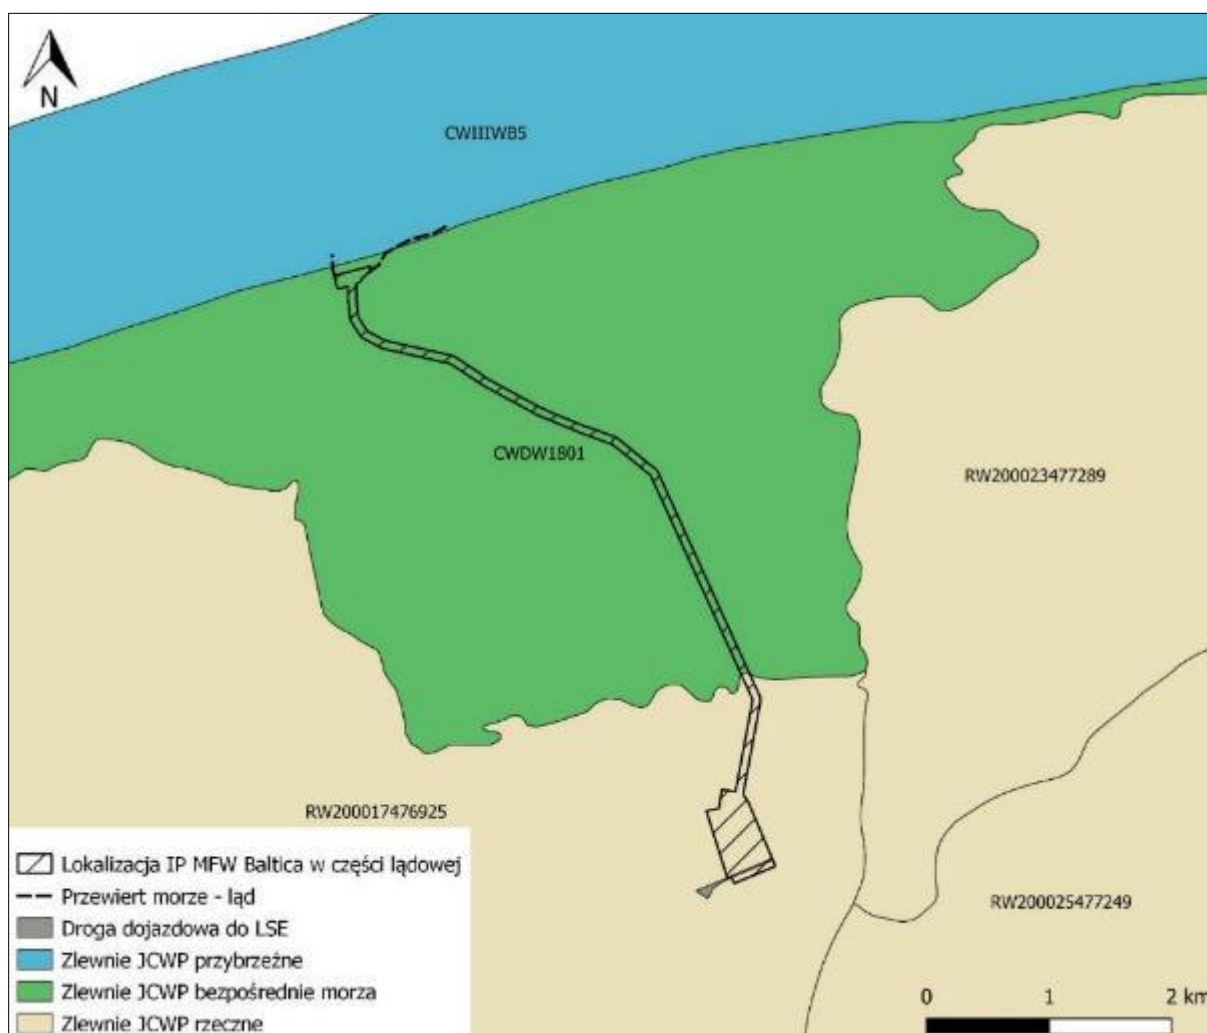 N
CWIIIWB5
CWDW1801
RW200023477289
RW200017476925
RW200025477249
Lokalizacja IP MFW Baltica w części lądowej
Przewiert morze - ląd
Droga dojazdowa do LSE
Zlewnie JCWP przybrzeżne
Zlewnie JCWP bezpośrednie morza
Zlewnie JCWP rzeczne
0 1 2 km